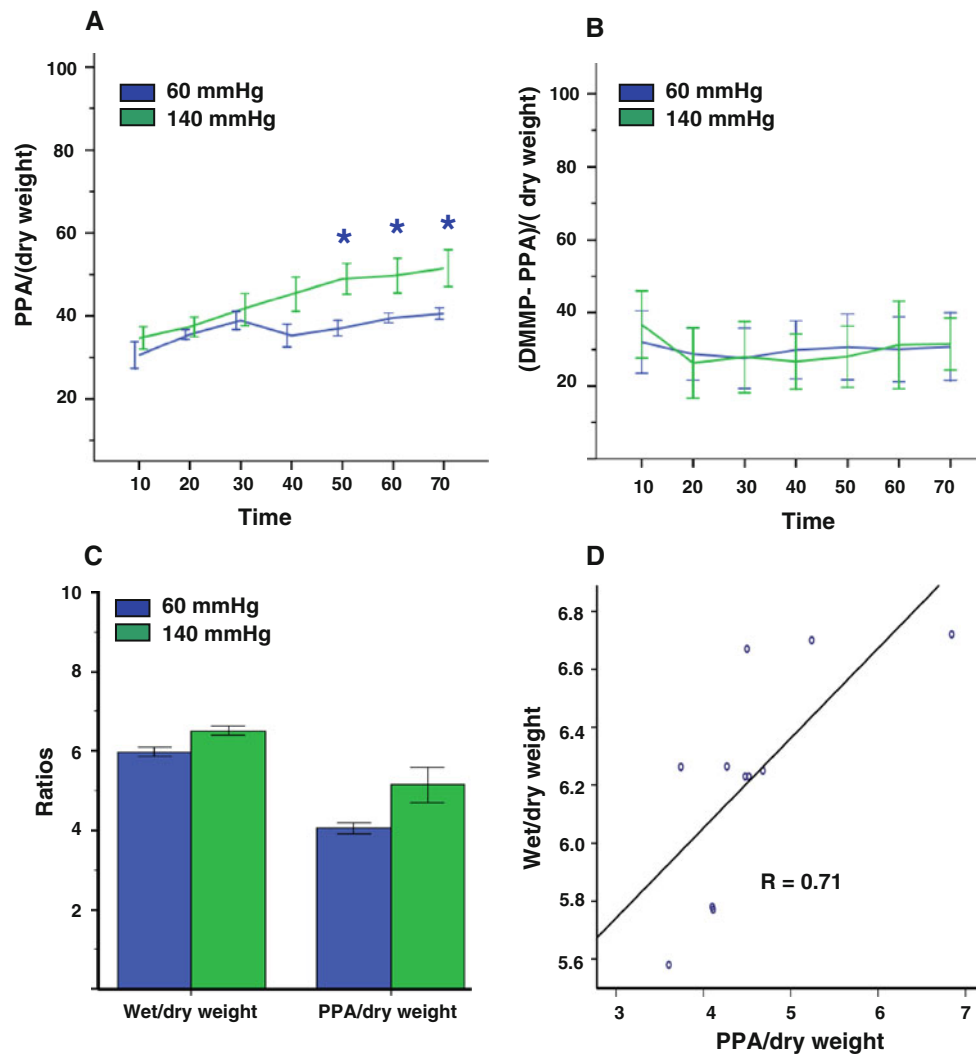 A
PPA/(dry weight)
100
80
60
40
20
60 mmHg
140 mmHg
* * *
10 20 30 40 50 60 70
Time
B
(DMMP- PPA)/( dry weight)
100
80
60
40
20
60 mmHg
140 mmHg
10 20 30 40 50 60 70
Time
C
Ratios
10
8
6
4
2
60 mmHg
140 mmHg
Wet/dry weight PPA/dry weight
D
Wet/dry weight
6.8
6.6
6.4
6.2
6.0
5.8
5.6
R = 0.71
3 4 5 6 7
PPA/dry weight